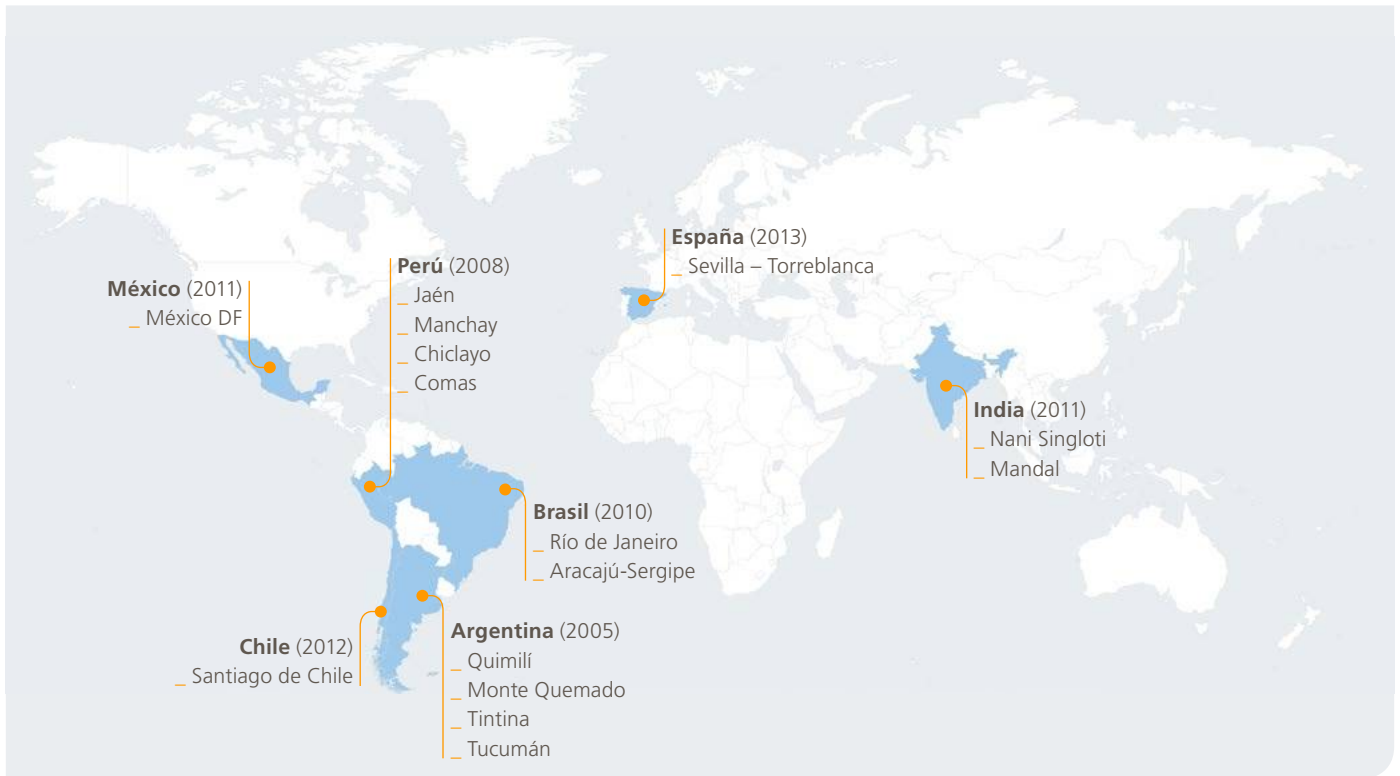 México (2011)
_ México DF
Perú (2008)
_ Jaén
_ Manchay
_ Chiclayo
_ Comas
España (2013)
_ Sevilla – Torreblanca
India (2011)
_ Nani Singloti
_ Mandal
Brasil (2010)
_ Río de Janeiro
_ Aracajú-Sergipe
Chile (2012)
_ Santiago de Chile
Argentina (2005)
_ Quimilí
_ Monte Quemado
_ Tintina
_ Tucumán